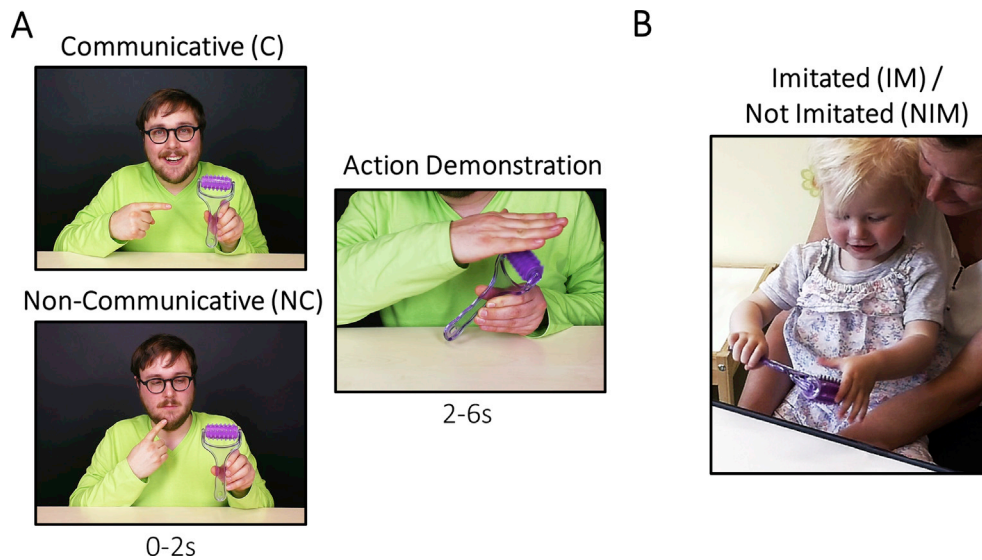 A
Communicative (C)
Non-Communicative (NC)
0-2s
Action Demonstration
2-6s
B
Imitated (IM) /
Not Imitated (NIM)